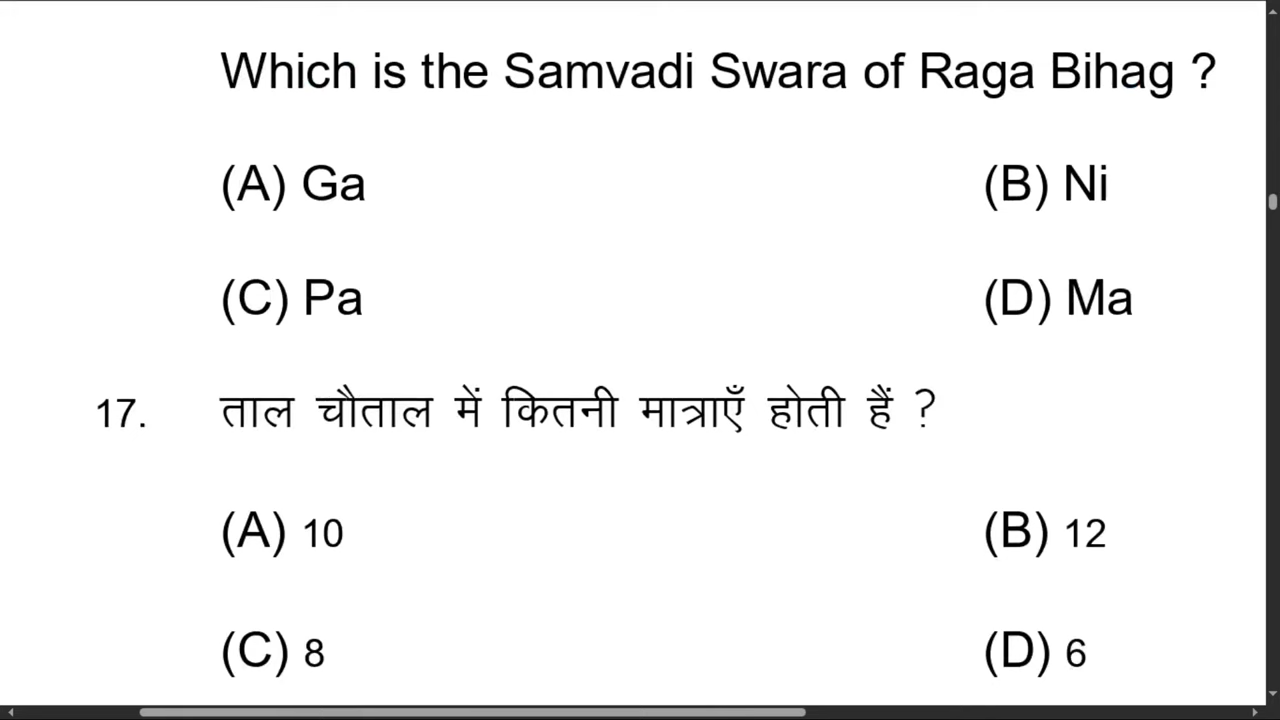 Which is the Samvadi Swara of Raga Bihag ?
(A) Ga (B) Ni
(C) Pa (D) Ma
17. ताल चौताल में कितनी मात्राएँ होती हैं ?
(A) 10 (B) 12
(C) 8 (D) 6